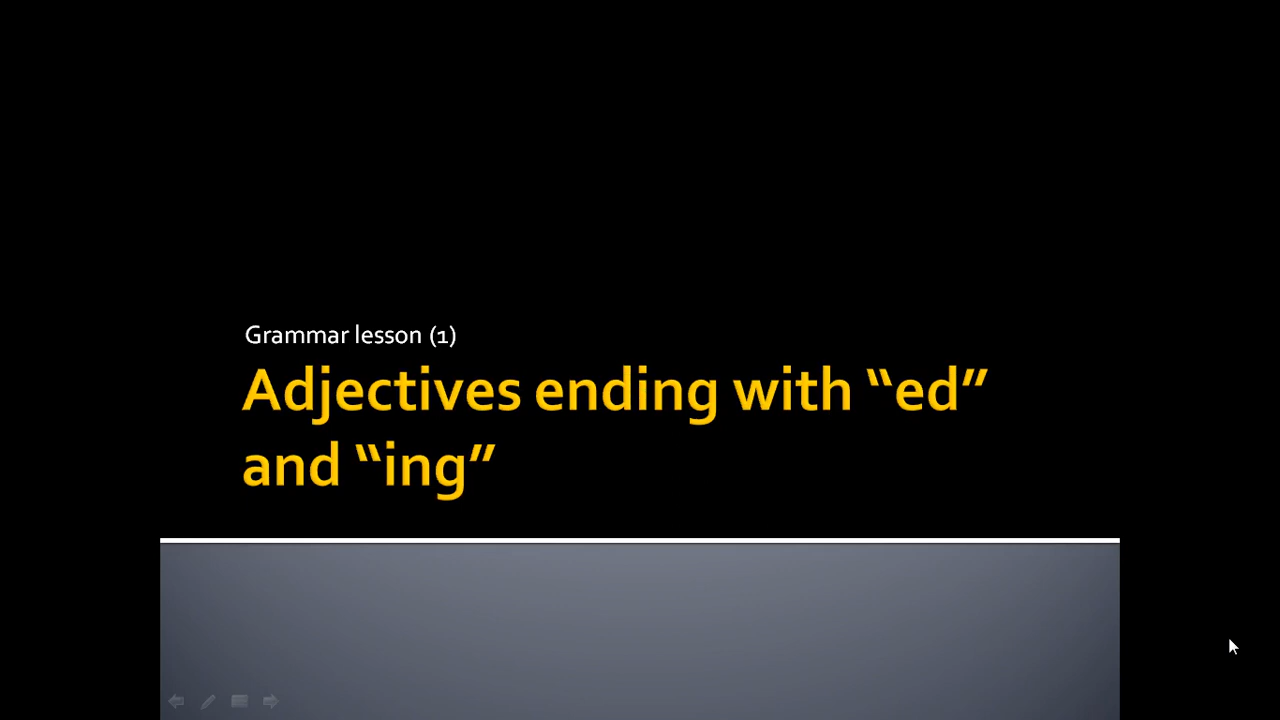 Grammar lesson (1)
Adjectives ending with “ed”
and “ing”